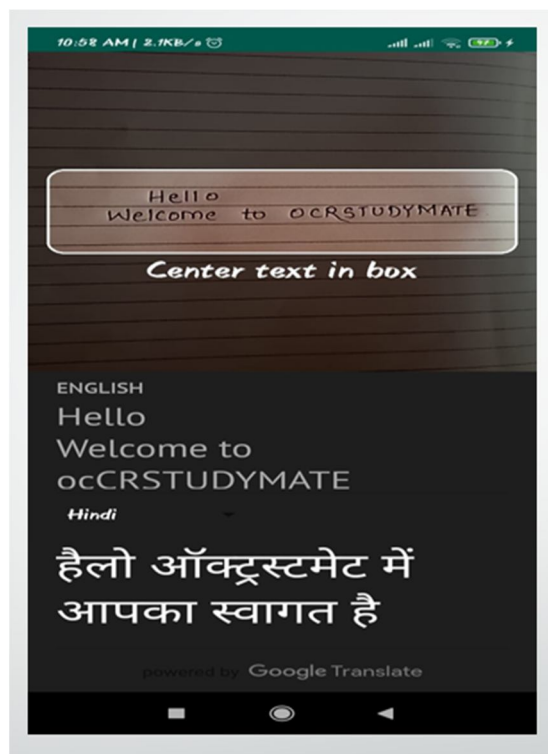 10:58 AM | 2.1KB/s
Hello
Welcome to OCRSTUDYMATE
Center text in box
ENGLISH
Hello
Welcome to
ocCRSTUDYMATE
Hindi
हैलो ऑक्ट्रस्टमेट में
आपका स्वागत है
powered by Google Translate